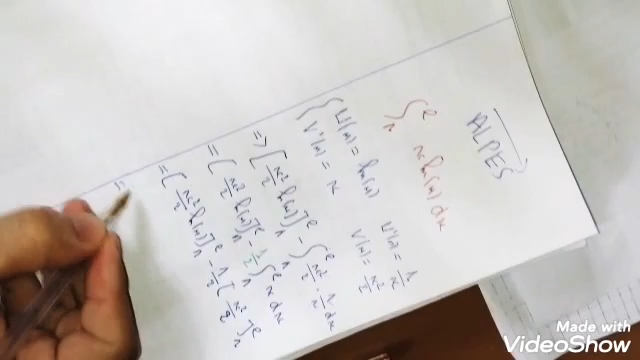 ALPES
∫₁ᵉ x ln(x) dx
{ U(x) = ln(x)    U'(x) = 1/x
{ V'(x) = x    V(x) = x²/2
=> [x²/2 ln(x)]₁ᵉ - ∫₁ᵉ x²/2 · 1/x dx
= [x²/2 ln(x)]₁ᵉ - 1/2 ∫₁ᵉ x dx
= [x²/2 ln(x)]₁ᵉ - 1/2 [x²/2]₁ᵉ
=
Made with
VideoShow